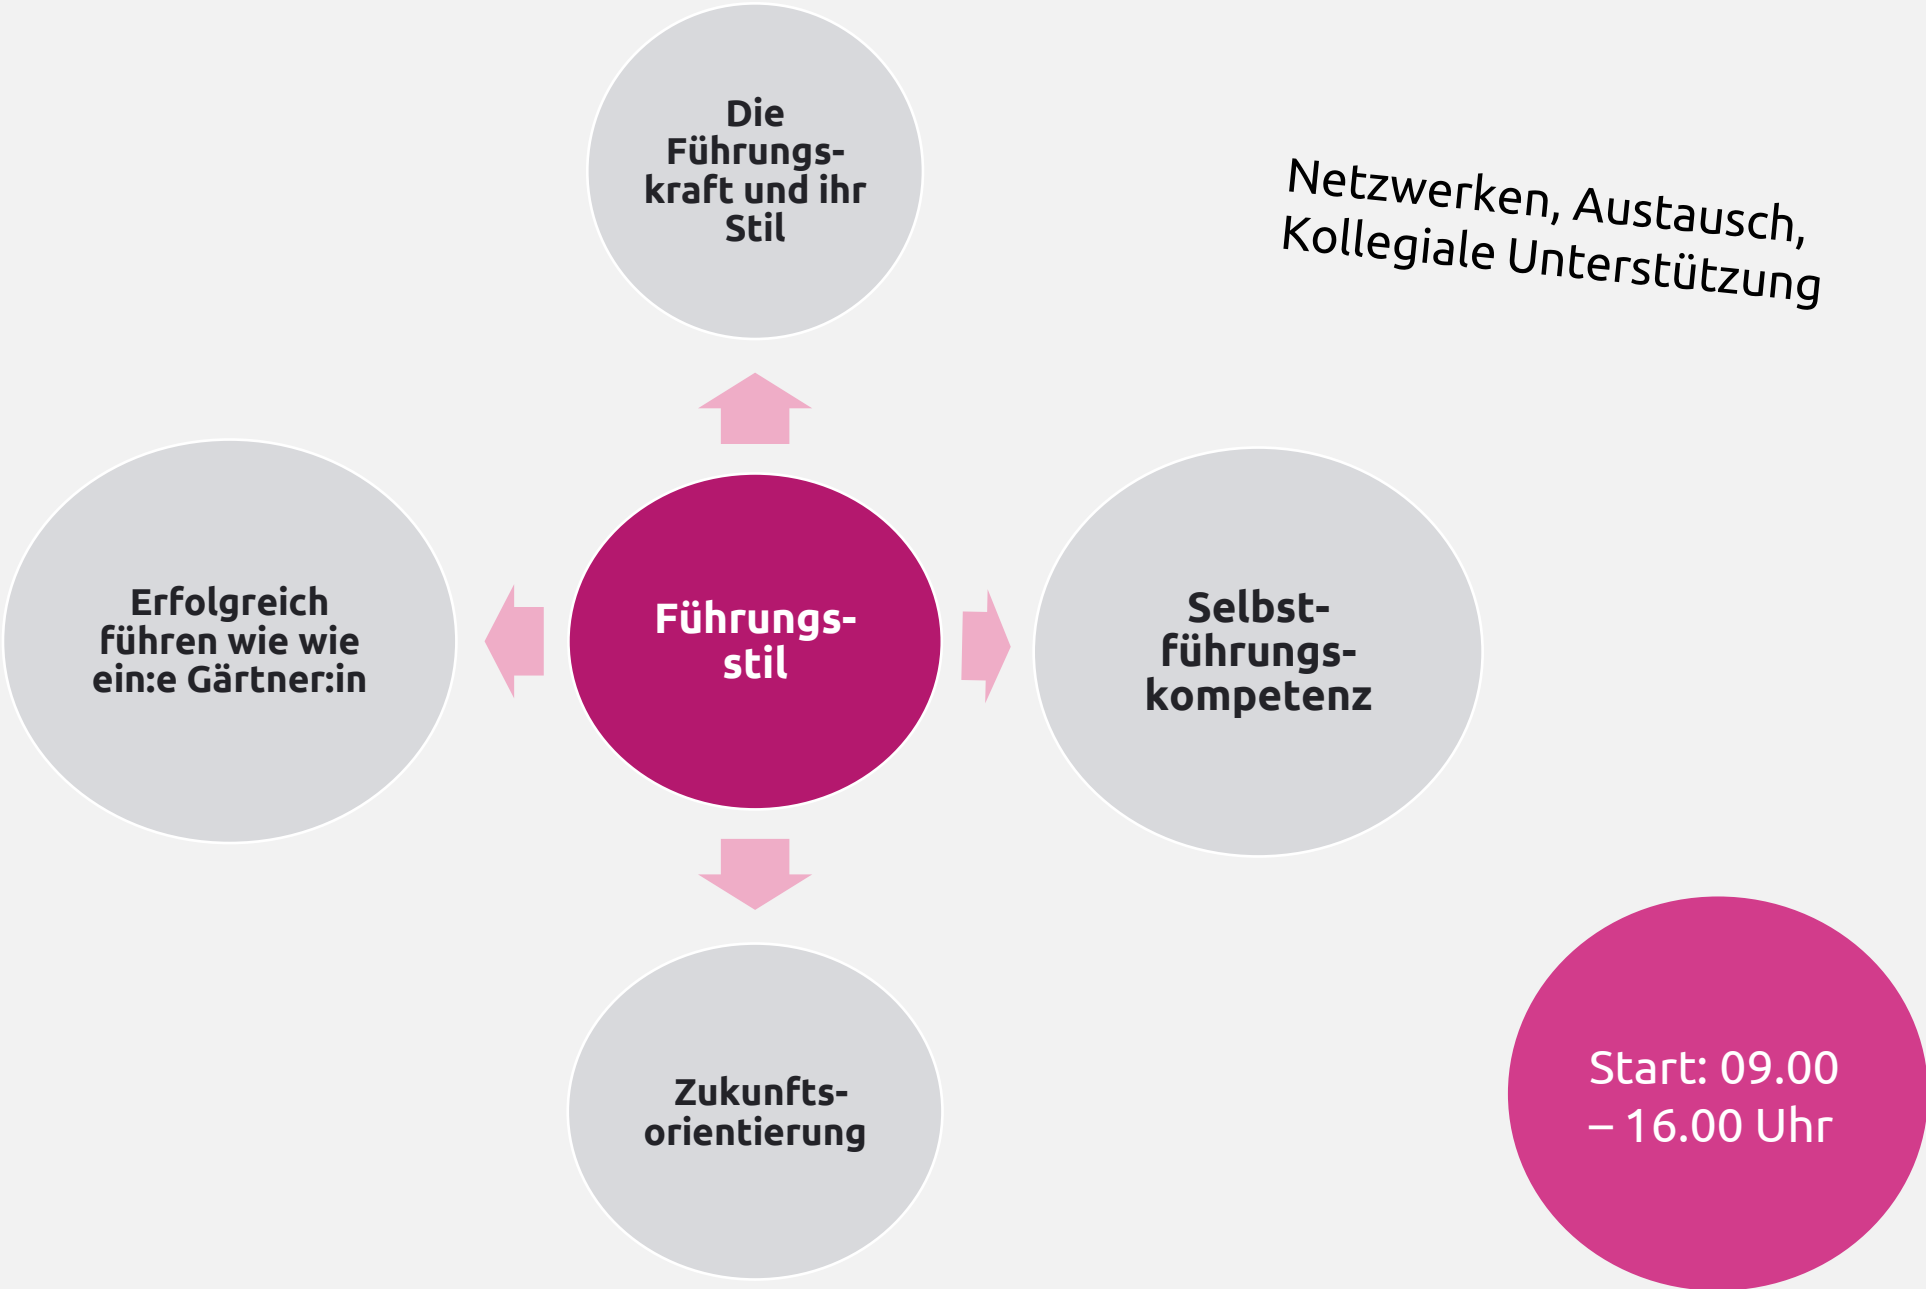 Die
Führungs-
kraft und ihr
Stil
Netzwerken, Austausch,
Kollegiale Unterstützung
Erfolgreich
führen wie wie
ein:e Gärtner:in
Führungs-
stil
Selbst-
führungs-
kompetenz
Zukunfts-
orientierung
Start: 09.00
– 16.00 Uhr